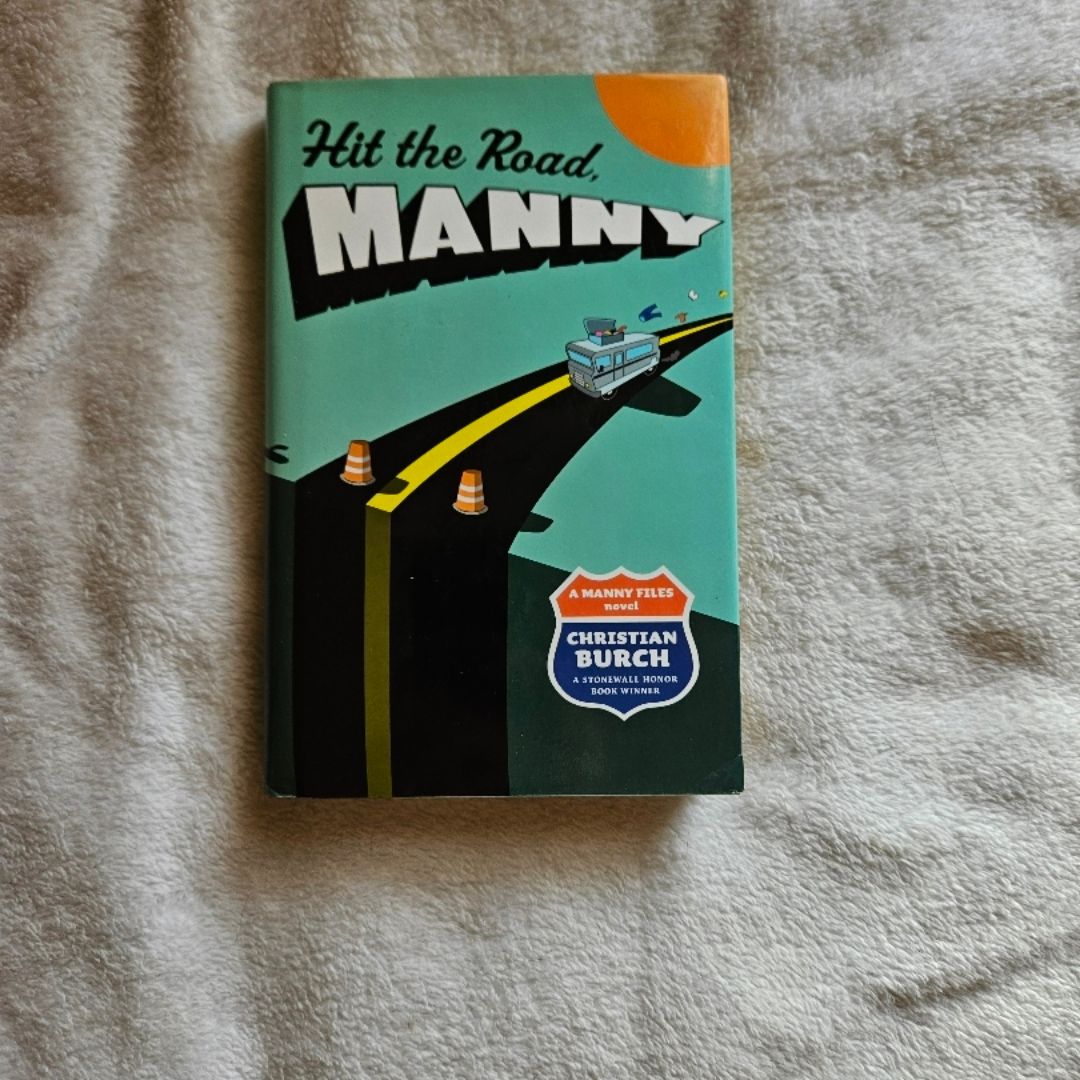 Hit the Road,
MANNY
A MANNY FILES
novel
CHRISTIAN
BURCH
A STONEWALL HONOR
BOOK WINNER